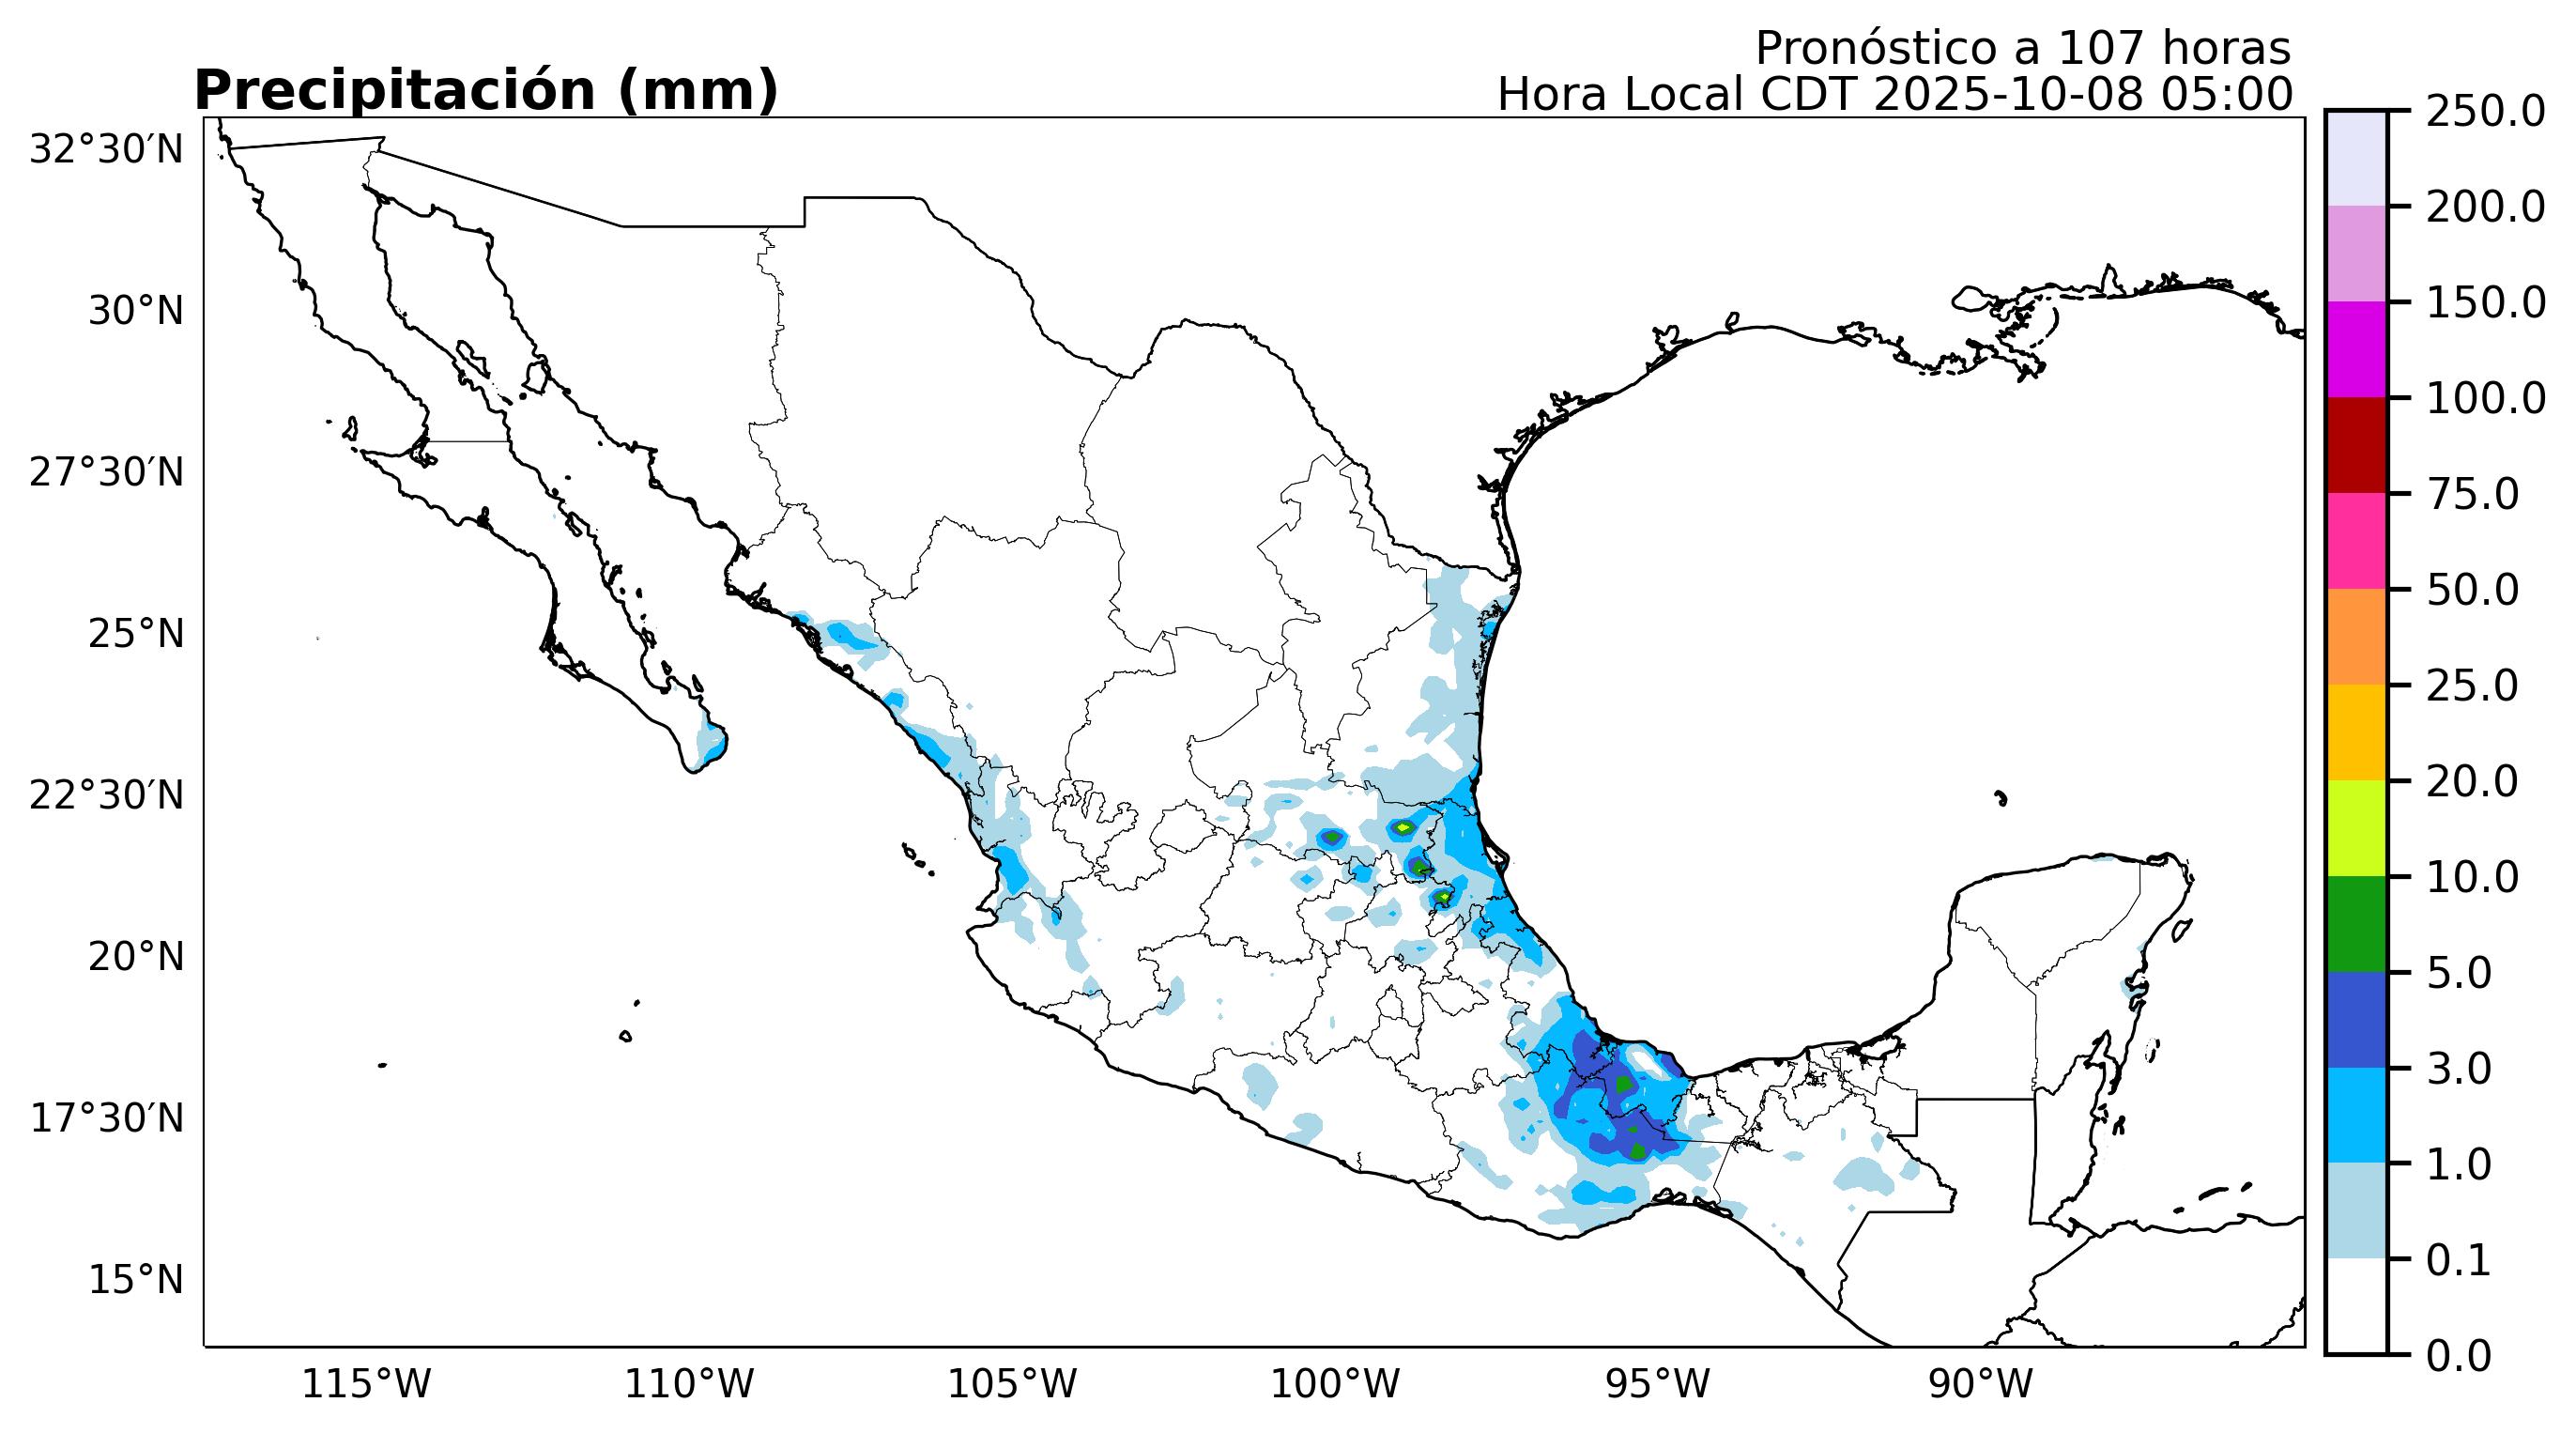 Pronóstico a 107 horas
Precipitación (mm)
Hora Local CDT 2025-10-08 05:00
32°30′N
30°N
27°30′N
25°N
22°30′N
20°N
17°30′N
15°N
115°W
110°W
105°W
100°W
95°W
90°W
250.0
200.0
150.0
100.0
75.0
50.0
25.0
20.0
10.0
5.0
3.0
1.0
0.1
0.0